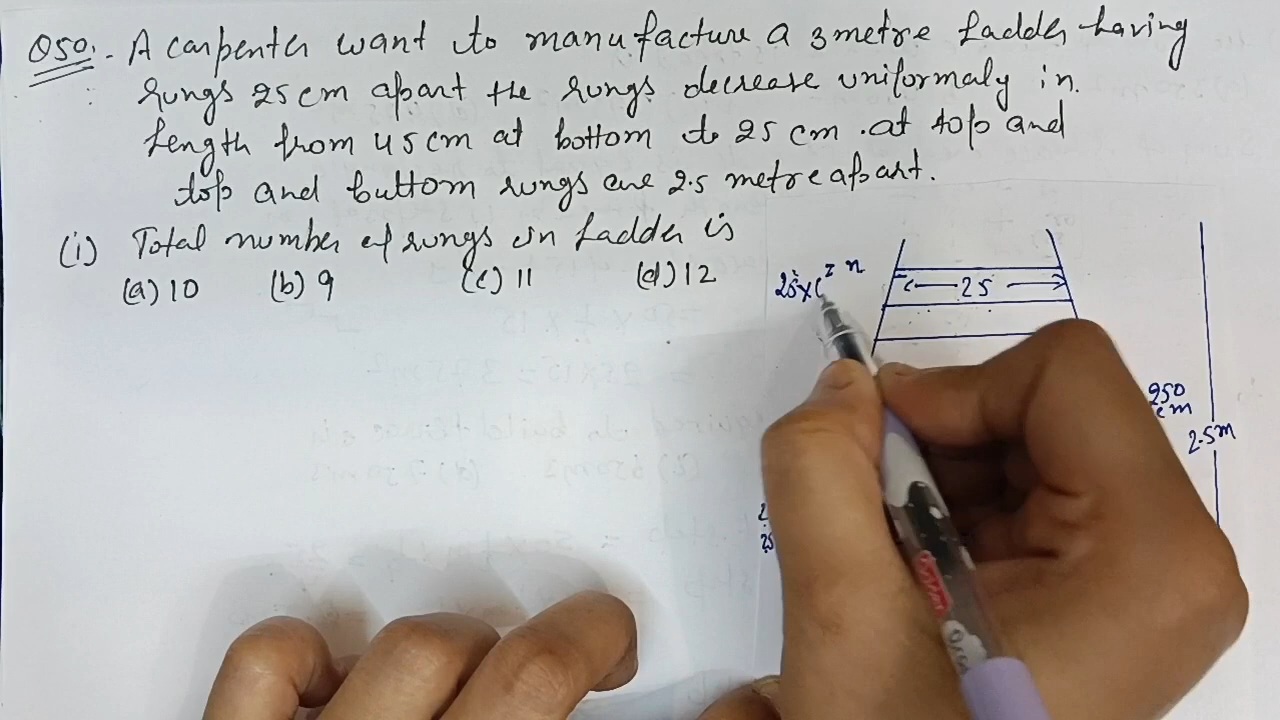 Q50:- A carpenter want to manufacture a 3 metre Ladder having
rungs 25 cm apart the rungs decrease uniformaly in
Length from 45 cm at bottom to 25 cm at top and
top and buttom rungs are 2.5 metre apart.
(i) Total number of rungs in Ladder is
(a) 10 (b) 9 (c) 11 (d) 12
25
250
cm
2.5m
25